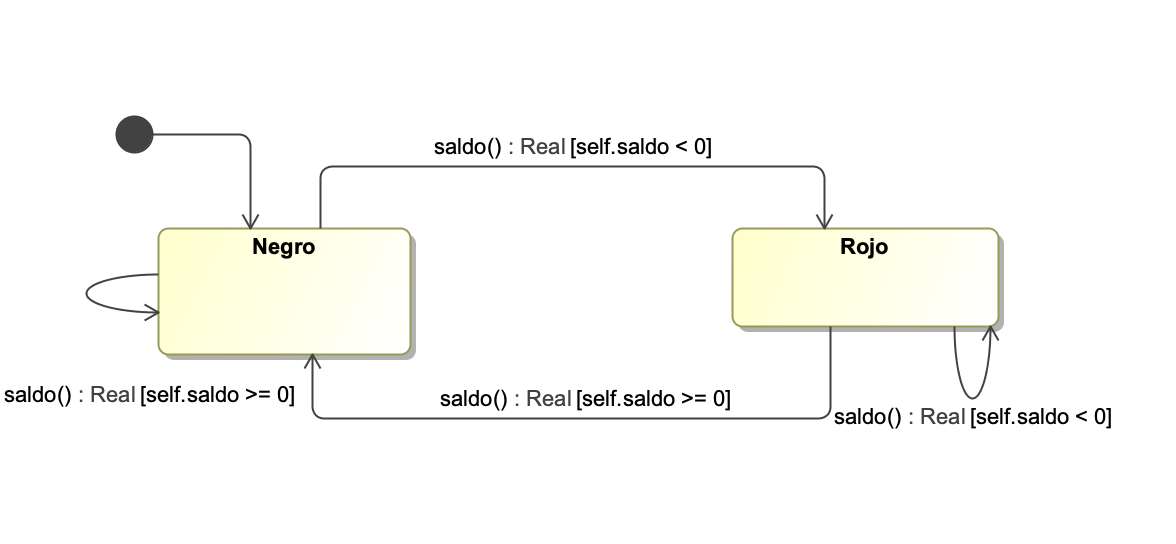 saldo() : Real [self.saldo < 0]
Negro
Rojo
saldo() : Real [self.saldo >= 0]
saldo() : Real [self.saldo >= 0]
saldo() : Real [self.saldo < 0]